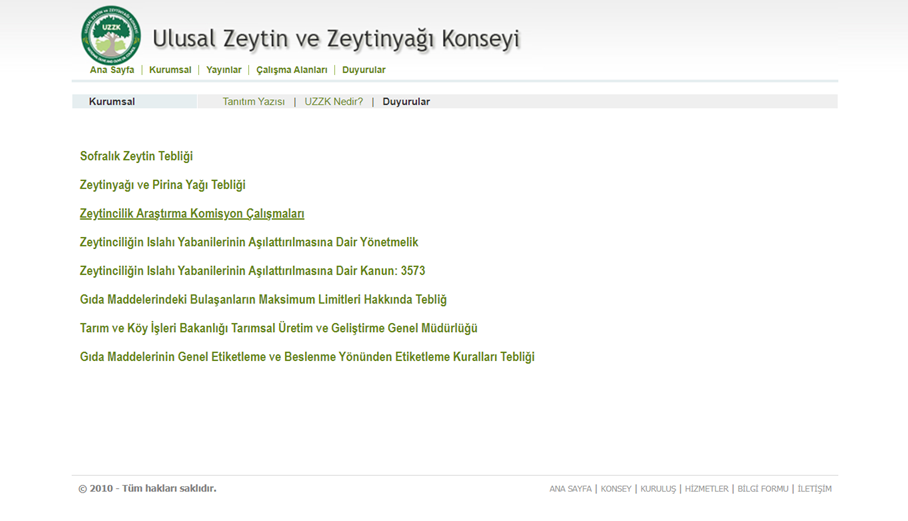 UZZK
Ulusal Zeytin ve Zeytinyağı Konseyi
Ana Sayfa | Kurumsal | Yayınlar | Çalışma Alanları | Duyurular
Kurumsal Tanıtım Yazısı | UZZK Nedir? | Duyurular
Sofralık Zeytin Tebliği
Zeytinyağı ve Pirina Yağı Tebliği
Zeytincilik Araştırma Komisyon Çalışmaları
Zeytinciliğin Islahı Yabanilerinin Aşılattırılmasına Dair Yönetmelik
Zeytinciliğin Islahı Yabanilerinin Aşılattırılmasına Dair Kanun: 3573
Gıda Maddelerindeki Bulaşanların Maksimum Limitleri Hakkında Tebliğ
Tarım ve Köy İşleri Bakanlığı Tarımsal Üretim ve Geliştirme Genel Müdürlüğü
Gıda Maddelerinin Genel Etiketleme ve Beslenme Yönünden Etiketleme Kuralları Tebliği
© 2010 - Tüm hakları saklıdır.
ANA SAYFA | KONSEY | KURULUŞ | HİZMETLER | BİLGİ FORMU | İLETİŞİM